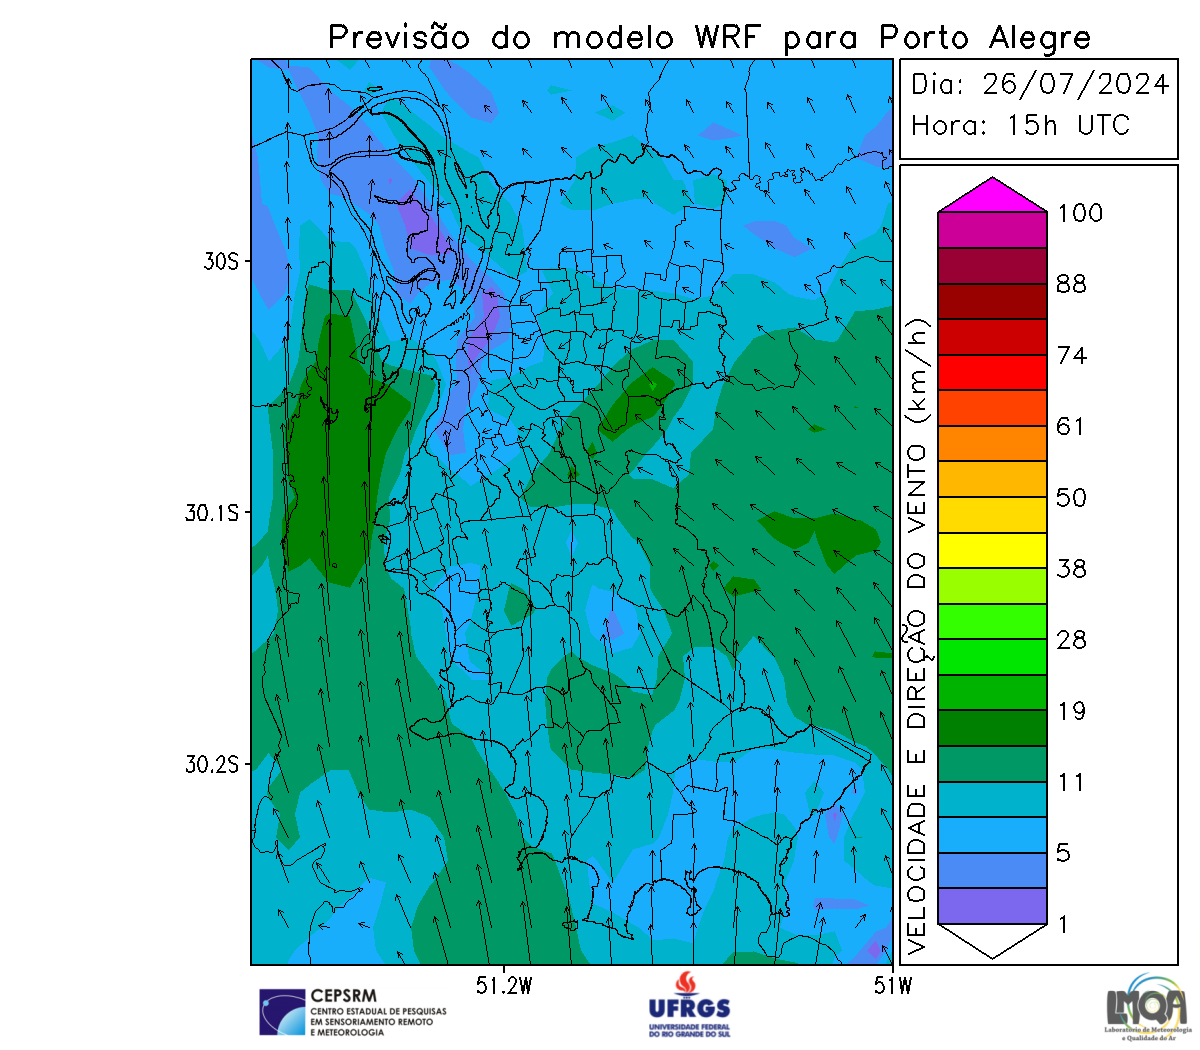 Previsão do modelo WRF para Porto Alegre
Dia: 26/07/2024
Hora: 15h UTC
100
88
74
61
50
38
28
19
11
5
1
VELOCIDADE E DIREÇÃO DO VENTO (km/h)
30S
30.1S
30.2S
51.2W
51W
CEPSRM
CENTRO ESTADUAL DE PESQUISAS
EM SENSORIAMENTO REMOTO
E METEOROLOGIA
UFRGS
UNIVERSIDADE FEDERAL
DO RIO GRANDE DO SUL
LMQA
Laboratório de Meteorologia
e Qualidade do Ar